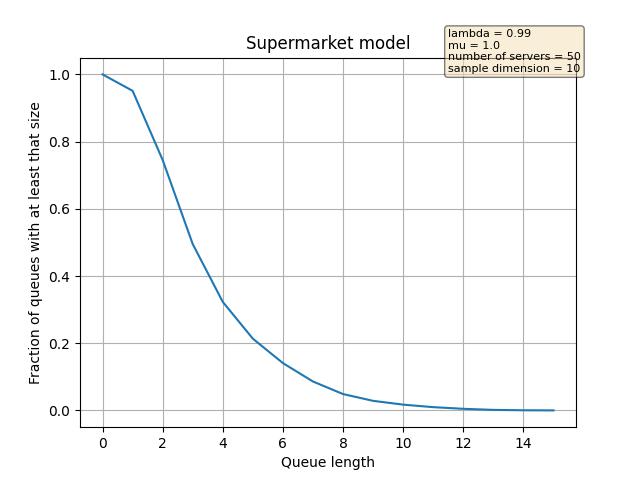 Supermarket model
lambda = 0.99
mu = 1.0
number of servers = 50
sample dimension = 10
Fraction of queues with at least that size
1.0
0.8
0.6
0.4
0.2
0.0
0 2 4 6 8 10 12 14
Queue length